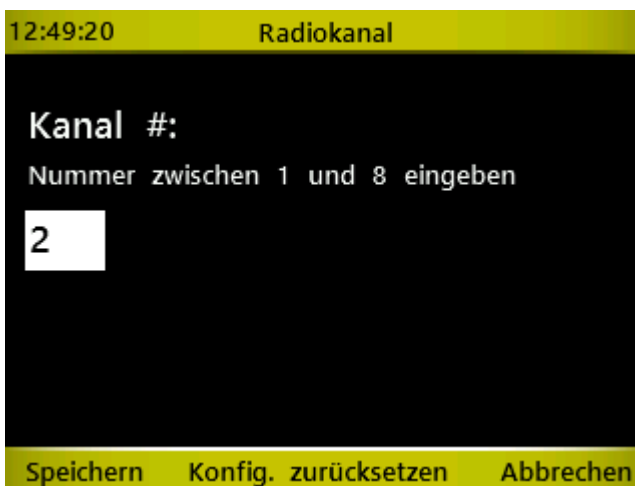 12:49:20 Radiokanal
Kanal #:
Nummer zwischen 1 und 8 eingeben
2
Speichern Konfig. zurücksetzen Abbrechen